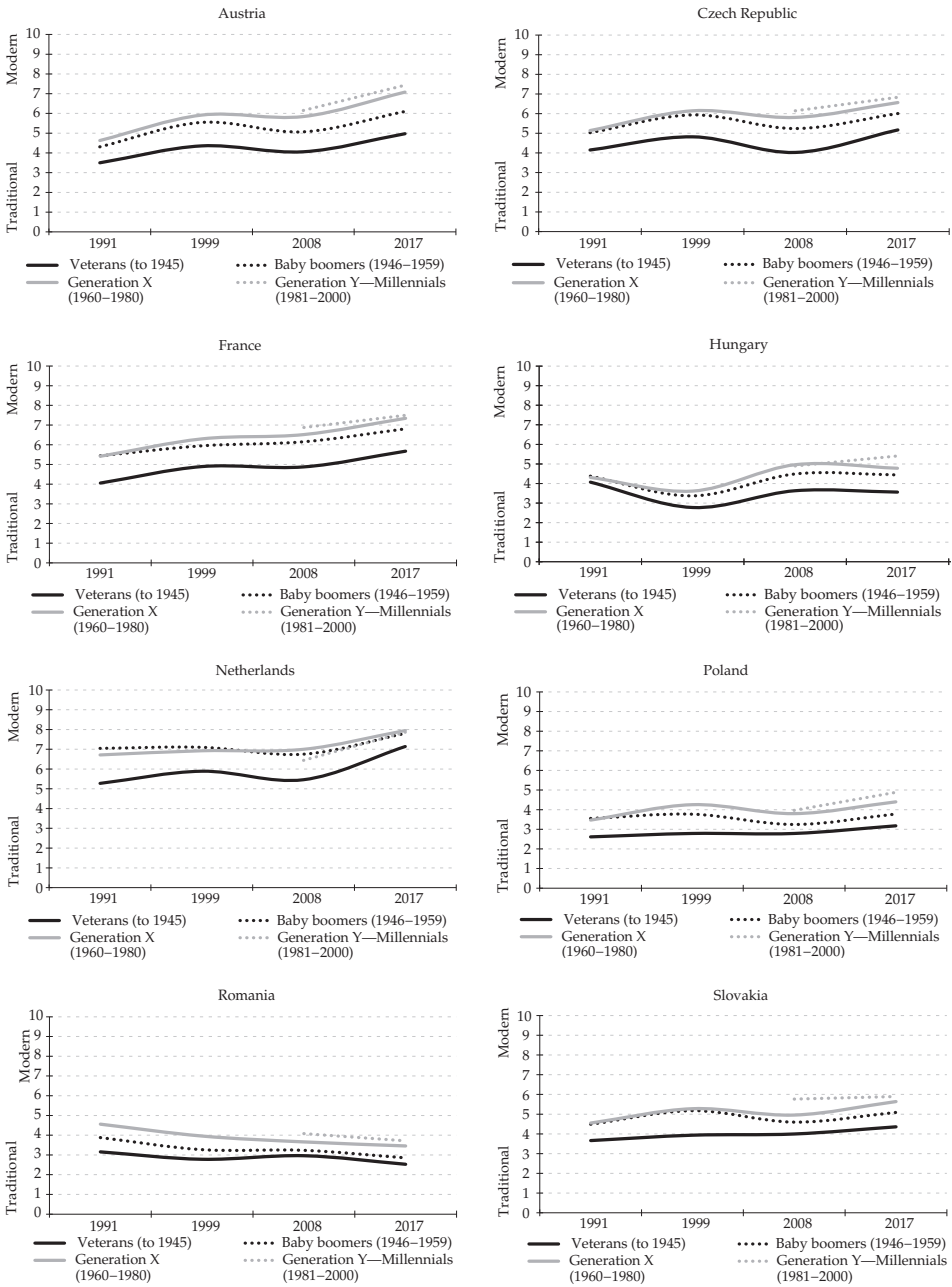 Austria
Modern
Traditional
10
9
8
7
6
5
4
3
2
1
0
1991 1999 2008 2017
Veterans (to 1945) Baby boomers (1946–1959)
Generation X Generation Y—Millennials
(1960–1980) (1981–2000)
Czech Republic
Modern
Traditional
10
9
8
7
6
5
4
3
2
1
0
1991 1999 2008 2017
Veterans (to 1945) Baby boomers (1946–1959)
Generation X Generation Y—Millennials
(1960–1980) (1981–2000)
France
Modern
Traditional
10
9
8
7
6
5
4
3
2
1
0
1991 1999 2008 2017
Veterans (to 1945) Baby boomers (1946–1959)
Generation X Generation Y—Millennials
(1960–1980) (1981–2000)
Hungary
Modern
Traditional
10
9
8
7
6
5
4
3
2
1
0
1991 1999 2008 2017
Veterans (to 1945) Baby boomers (1946–1959)
Generation X Generation Y—Millennials
(1960–1980) (1981–2000)
Netherlands
Modern
Traditional
10
9
8
7
6
5
4
3
2
1
0
1991 1999 2008 2017
Veterans (to 1945) Baby boomers (1946–1959)
Generation X Generation Y—Millennials
(1960–1980) (1981–2000)
Poland
Modern
Traditional
10
9
8
7
6
5
4
3
2
1
0
1991 1999 2008 2017
Veterans (to 1945) Baby boomers (1946–1959)
Generation X Generation Y—Millennials
(1960–1980) (1981–2000)
Romania
Modern
Traditional
10
9
8
7
6
5
4
3
2
1
0
1991 1999 2008 2017
Veterans (to 1945) Baby boomers (1946–1959)
Generation X Generation Y—Millennials
(1960–1980) (1981–2000)
Slovakia
Modern
Traditional
10
9
8
7
6
5
4
3
2
1
0
1991 1999 2008 2017
Veterans (to 1945) Baby boomers (1946–1959)
Generation X Generation Y—Millennials
(1960–1980) (1981–2000)